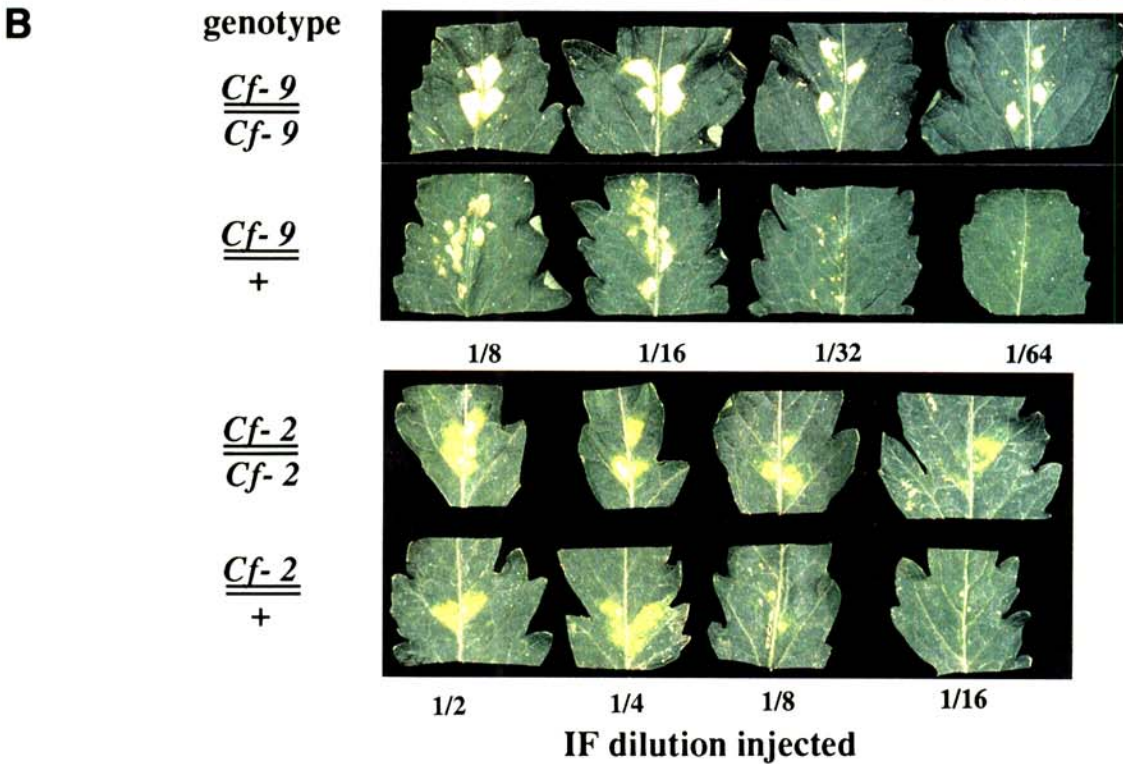 B
genotype
Cf- 9
Cf- 9
Cf- 9
+
1/8 1/16 1/32 1/64
Cf- 2
Cf- 2
Cf- 2
+
1/2 1/4 1/8 1/16
IF dilution injected